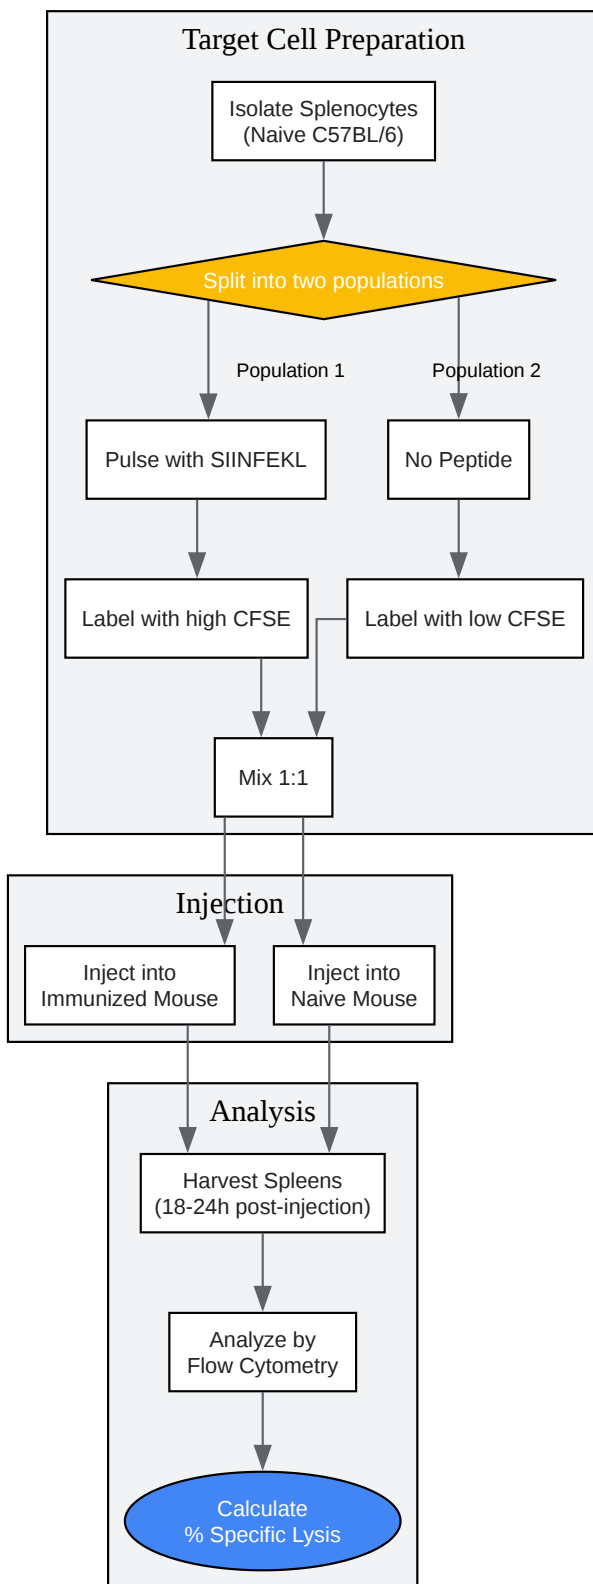 Target Cell Preparation
Isolate Splenocytes
(Naive C57BL/6)
Split into two populations
Population 1
Population 2
Pulse with SIINFEKL
No Peptide
Label with high CFSE
Label with low CFSE
Mix 1:1
Injection
Inject into
Immunized Mouse
Inject into
Naive Mouse
Analysis
Harvest Spleens
(18-24h post-injection)
Analyze by
Flow Cytometry
Calculate
% Specific Lysis